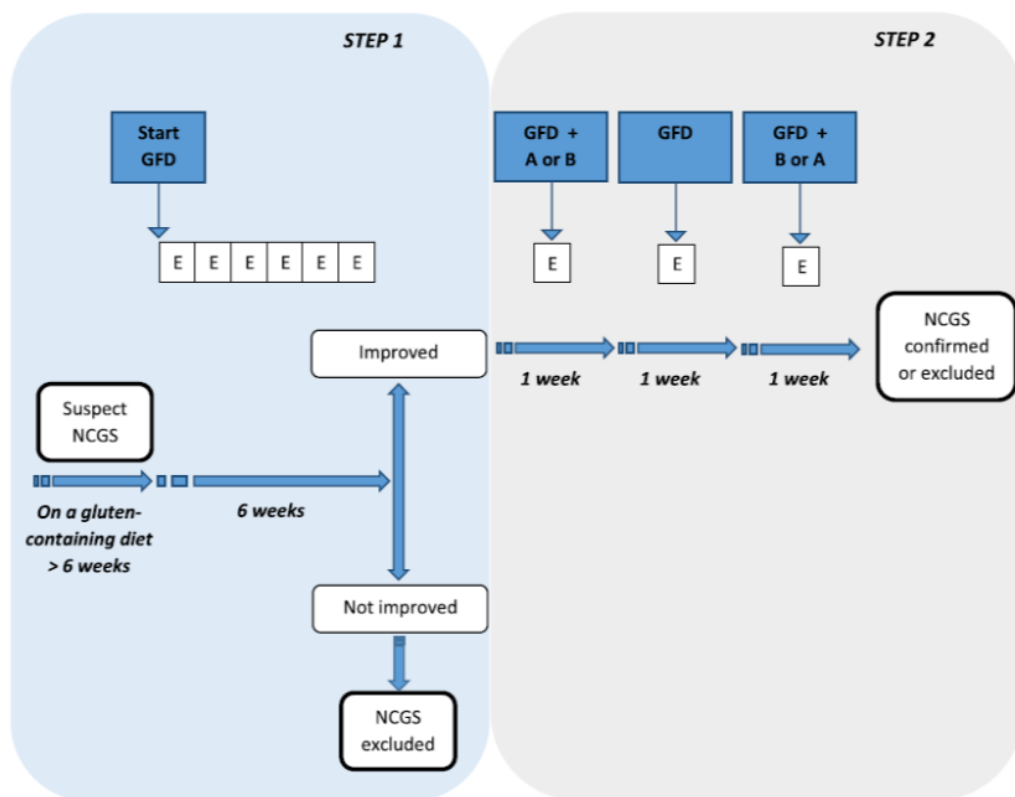 STEP 1
Start
GFD
E E E E E E
Improved
Suspect
NCGS
On a gluten-
containing diet
> 6 weeks
6 weeks
Not improved
NCGS
excluded
STEP 2
GFD +
A or B
GFD
GFD +
B or A
E
E
E
1 week
1 week
1 week
NCGS
confirmed
or excluded